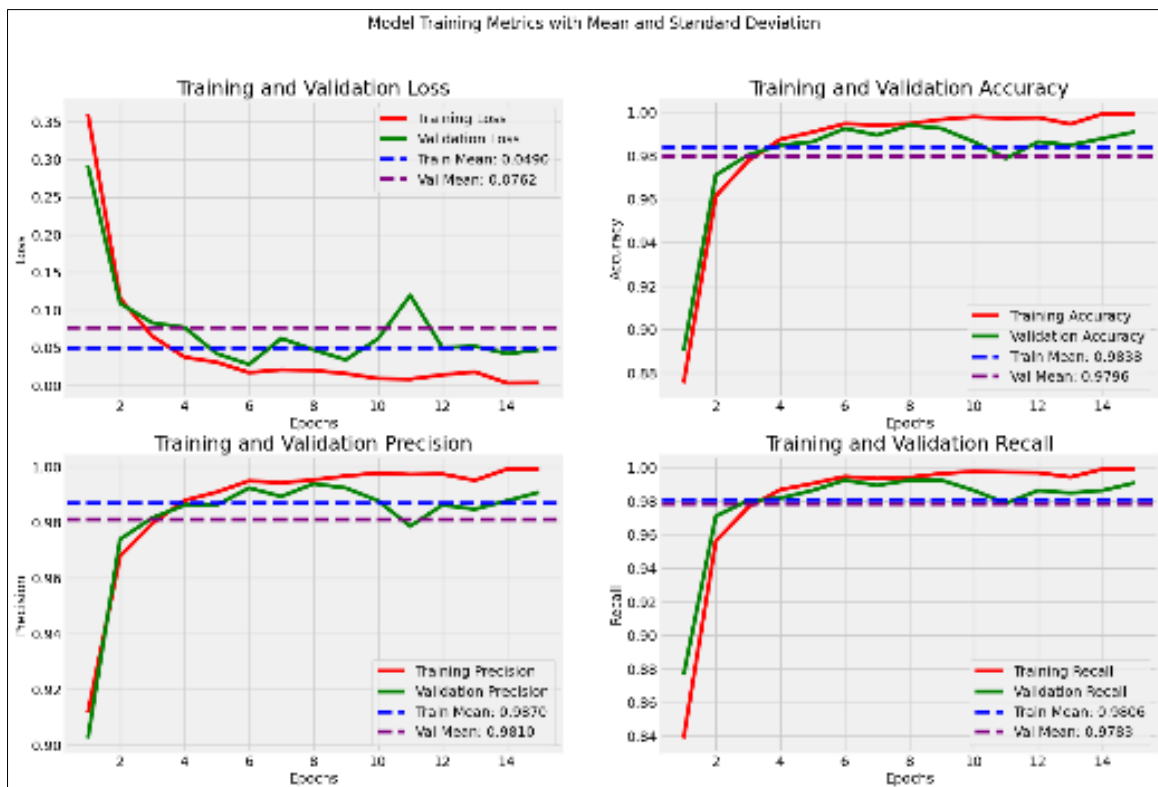 Model Training Metrics with Mean and Standard Deviation
Training and Validation Loss
0.35
0.30
0.25
0.20
0.15
0.10
0.05
0.00
Loss
2 4 6 8 10 12 14
Epochs
Training Loss
Validation Loss
Train Mean: 0.0490
Val Mean: 0.0762
Training and Validation Accuracy
1.00
0.98
0.96
0.94
0.92
0.90
0.88
Accuracy
2 4 6 8 10 12 14
Epochs
Training Accuracy
Validation Accuracy
Train Mean: 0.9838
Val Mean: 0.9796
Training and Validation Precision
1.00
0.98
0.96
0.94
0.92
0.90
Precision
2 4 6 8 10 12 14
Epochs
Training Precision
Validation Precision
Train Mean: 0.9870
Val Mean: 0.9810
Training and Validation Recall
1.00
0.98
0.96
0.94
0.92
0.90
0.88
0.86
0.84
Recall
2 4 6 8 10 12 14
Epochs
Training Recall
Validation Recall
Train Mean: 0.9806
Val Mean: 0.9783